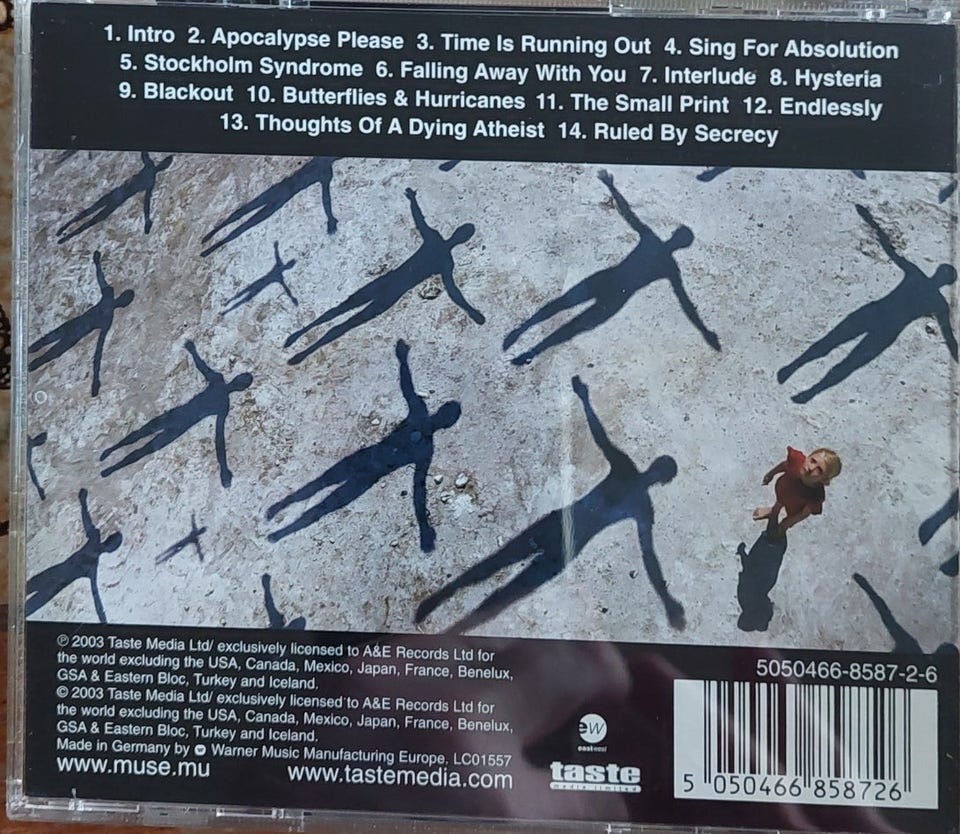 1. Intro 2. Apocalypse Please 3. Time Is Running Out 4. Sing For Absolution
5. Stockholm Syndrome 6. Falling Away With You 7. Interlude 8. Hysteria
9. Blackout 10. Butterflies & Hurricanes 11. The Small Print 12. Endlessly
13. Thoughts Of A Dying Atheist 14. Ruled By Secrecy
℗ 2003 Taste Media Ltd/ exclusively licensed to A&E Records Ltd for
the world excluding the USA, Canada, Mexico, Japan, France, Benelux,
GSA & Eastern Bloc, Turkey and Iceland.
© 2003 Taste Media Ltd/ exclusively licensed to A&E Records Ltd for
the world excluding the USA, Canada, Mexico, Japan, France, Benelux,
GSA & Eastern Bloc, Turkey and Iceland.
Made in Germany by Warner Music Manufacturing Europe. LC01557
www.muse.mu www.tastemedia.com
ew
eastwest
taste
media limited
5050466-8587-2-6
5 050466 858726